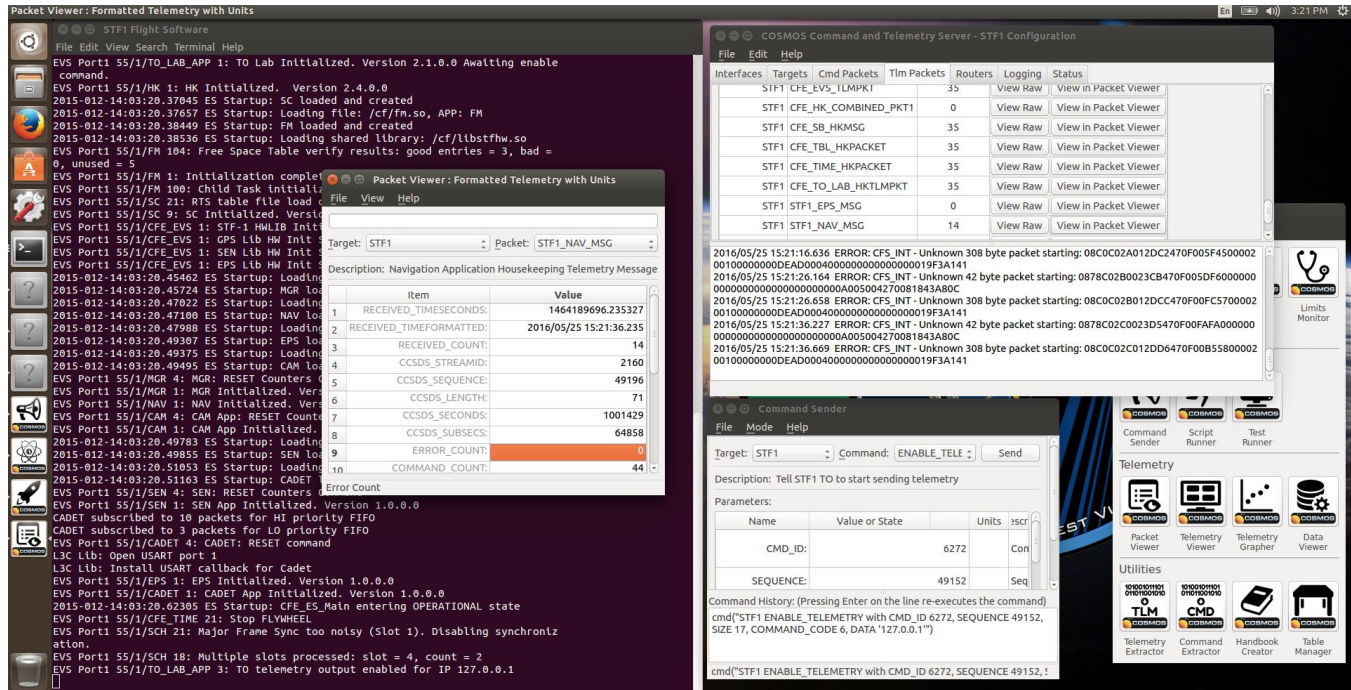 Packet Viewer : Formatted Telemetry with Units
En
3:21 PM
STF1 Flight Software
File Edit View Search Terminal Help
EVS Port1 55/1/TO_LAB_APP 1: TO Lab Initialized. Version 2.1.0.0 Awaiting enable
command.
EVS Port1 55/1/HK 1: HK Initialized. Version 2.4.0.0
2015-012-14:03:20.37045 ES Startup: SC loaded and created
2015-012-14:03:20.37657 ES Startup: Loading file: /cf/fm.so, APP: FM
2015-012-14:03:20.38449 ES Startup: FM loaded and created
2015-012-14:03:20.38536 ES Startup: Loading shared library: /cf/libstfhw.so
EVS Port1 55/1/FM 104: Free Space Table verify results: good entries = 3, bad =
0, unused = 5
EVS Port1 55/1/FM 1: Initialization complet
EVS Port1 55/1/FM 100: Child Task initializ
EVS Port1 55/1/SC 21: RTS table file load c
EVS Port1 55/1/SC 9: SC Initialized. Versio
EVS Port1 55/1/CFE_EVS 1: STF-1 HWLIB Initi
EVS Port1 55/1/CFE_EVS 1: GPS Lib HW Init S
EVS Port1 55/1/CFE_EVS 1: SEN Lib HW Init S
EVS Port1 55/1/CFE_EVS 1: EPS Lib HW Init S
2015-012-14:03:20.45462 ES Startup: Loading
2015-012-14:03:20.45724 ES Startup: MGR loa
2015-012-14:03:20.47022 ES Startup: Loading
2015-012-14:03:20.47100 ES Startup: NAV loa
2015-012-14:03:20.47988 ES Startup: Loading
2015-012-14:03:20.49307 ES Startup: EPS loa
2015-012-14:03:20.49375 ES Startup: Loading
2015-012-14:03:20.49495 ES Startup: CAM loa
EVS Port1 55/1/MGR 4: MGR: RESET Counters C
EVS Port1 55/1/MGR 1: MGR Initialized. Vers
EVS Port1 55/1/NAV 1: NAV Initialized. Vers
EVS Port1 55/1/CAM 4: CAM App: RESET Counte
EVS Port1 55/1/CAM 1: CAM App Initialized.
2015-012-14:03:20.49783 ES Startup: Loading
2015-012-14:03:20.49855 ES Startup: SEN loa
2015-012-14:03:20.51053 ES Startup: Loading
2015-012-14:03:20.51163 ES Startup: CADET l
EVS Port1 55/1/SEN 4: SEN: RESET Counters
EVS Port1 55/1/SEN 1: SEN App Initialized. Version 1.0.0.0
CADET subscribed to 10 packets for HI priority FIFO
CADET subscribed to 3 packets for LO priority FIFO
EVS Port1 55/1/CADET 4: CADET: RESET command
L3C Lib: Open USART port 1
L3C Lib: Install USART callback for Cadet
EVS Port1 55/1/EPS 1: EPS Initialized. Version 1.0.0.0
EVS Port1 55/1/CADET 1: CADET App Initialized. Version 1.0.0.0
2015-012-14:03:20.62305 ES Startup: CFE_ES_Main entering OPERATIONAL state
EVS Port1 55/1/CFE_TIME 21: Stop FLYWHEEL
EVS Port1 55/1/SCH 21: Major Frame Sync too noisy (Slot 1). Disabling synchroniz
ation.
EVS Port1 55/1/SCH 18: Multiple slots processed: slot = 4, count = 2
EVS Port1 55/1/TO_LAB_APP 3: TO telemetry output enabled for IP 127.0.0.1
Packet Viewer : Formatted Telemetry with Units
File View Help
Target: STF1 Packet: STF1_NAV_MSG
Description: Navigation Application Housekeeping Telemetry Message
Item Value
1 RECEIVED_TIMESECONDS: 1464189696.235327
2 RECEIVED_TIMEFORMATTED: 2016/05/25 15:21:36.235
3 RECEIVED_COUNT: 14
4 CCSDS_STREAMID: 2160
5 CCSDS_SEQUENCE: 49196
6 CCSDS_LENGTH: 71
7 CCSDS_SECONDS: 1001429
8 CCSDS_SUBSECS: 64858
9 ERROR_COUNT: 0
10 COMMAND_COUNT: 44
Error Count
COSMOS Command and Telemetry Server - STF1 Configuration
File Edit Help
Interfaces Targets Cmd Packets Tlm Packets Routers Logging Status
STF1 CFE_EVS_TLMPKT 35 View Raw View in Packet Viewer
STF1 CFE_HK_COMBINED_PKT1 0 View Raw View in Packet Viewer
STF1 CFE_SB_HKMSG 35 View Raw View in Packet Viewer
STF1 CFE_TBL_HKPACKET 35 View Raw View in Packet Viewer
STF1 CFE_TIME_HKPACKET 35 View Raw View in Packet Viewer
STF1 CFE_TO_LAB_HKTLMPKT 35 View Raw View in Packet Viewer
STF1 STF1_EPS_MSG 0 View Raw View in Packet Viewer
STF1 STF1_NAV_MSG 14 View Raw View in Packet Viewer
2016/05/25 15:21:16.636 ERROR: CFS_INT - Unknown 308 byte packet starting: 08C0C02A012DC2470F005F4500002
00100000000DEAD0004000000000000019F3A141
2016/05/25 15:21:26.164 ERROR: CFS_INT - Unknown 42 byte packet starting: 0878C02B0023CB470F005DF6000000
2016/05/25 15:21:26.658 ERROR: CFS_INT - Unknown 308 byte packet starting: 08C0C02B012DCC470F00FC5700002
2016/05/25 15:21:36.227 ERROR: CFS_INT - Unknown 42 byte packet starting: 0878C02C0023D5470F00FAFA000000
2016/05/25 15:21:36.669 ERROR: CFS_INT - Unknown 308 byte packet starting: 08C0C02C012DD6470F00B55800002
Command Sender
File Mode Help
Target: STF1 Command: ENABLE_TELE Send
Description: Tell STF1 TO to start sending telemetry
Parameters:
Name Value or State Units escr
CMD_ID: 6272 Con
SEQUENCE: 49152 Seq
Command History: (Pressing Enter on the line re-executes the command)
cmd("STF1 ENABLE_TELEMETRY with CMD_ID 6272, SEQUENCE 49152,
SIZE 17, COMMAND_CODE 6, DATA '127.0.0.1'")
cmd("STF1 ENABLE_TELEMETRY with CMD_ID 6272, SEQUENCE 49152, S
COSMOS
Limits
Monitor
COSMOS COSMOS COSMOS
Command
Sender
Script
Runner
Test
Runner
Telemetry
COSMOS COSMOS COSMOS COSMOS
Packet
Viewer
Telemetry
Viewer
Telemetry
Grapher
Data
Viewer
Utilities
TLM
CMD
COSMOS COSMOS COSMOS COSMOS
Telemetry
Extractor
Command
Extractor
Handbook
Creator
Table
Manager
EST VI